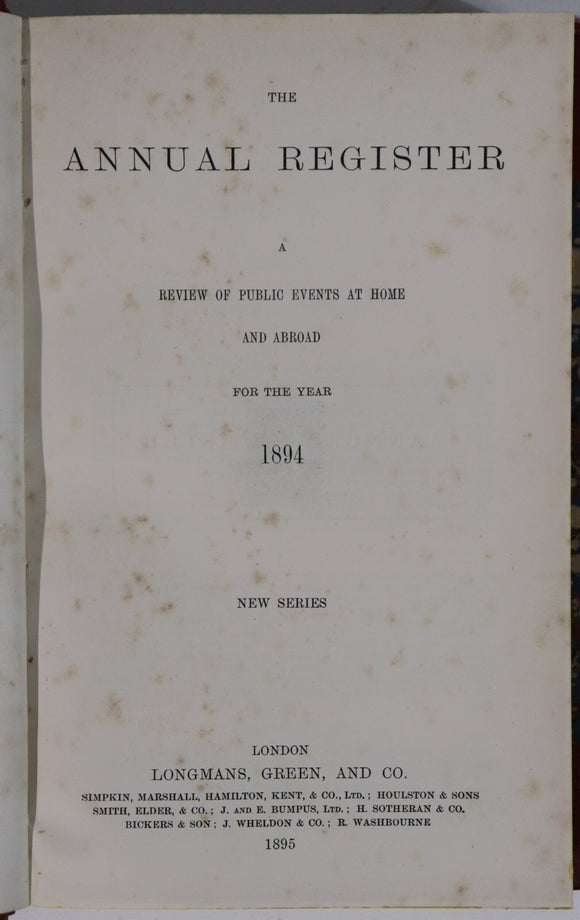 THE
ANNUAL REGISTER
A
REVIEW OF PUBLIC EVENTS AT HOME
AND ABROAD
FOR THE YEAR
1894
NEW SERIES
LONDON
LONGMANS, GREEN, AND CO.
SIMPKIN, MARSHALL, HAMILTON, KENT, & CO., LTD.; HOULSTON & SONS
SMITH, ELDER, & CO.; J. AND E. BUMPUS, LTD.; H. SOTHERAN & CO.
BICKERS & SON; J. WHELDON & CO.; R. WASHBOURNE
1895